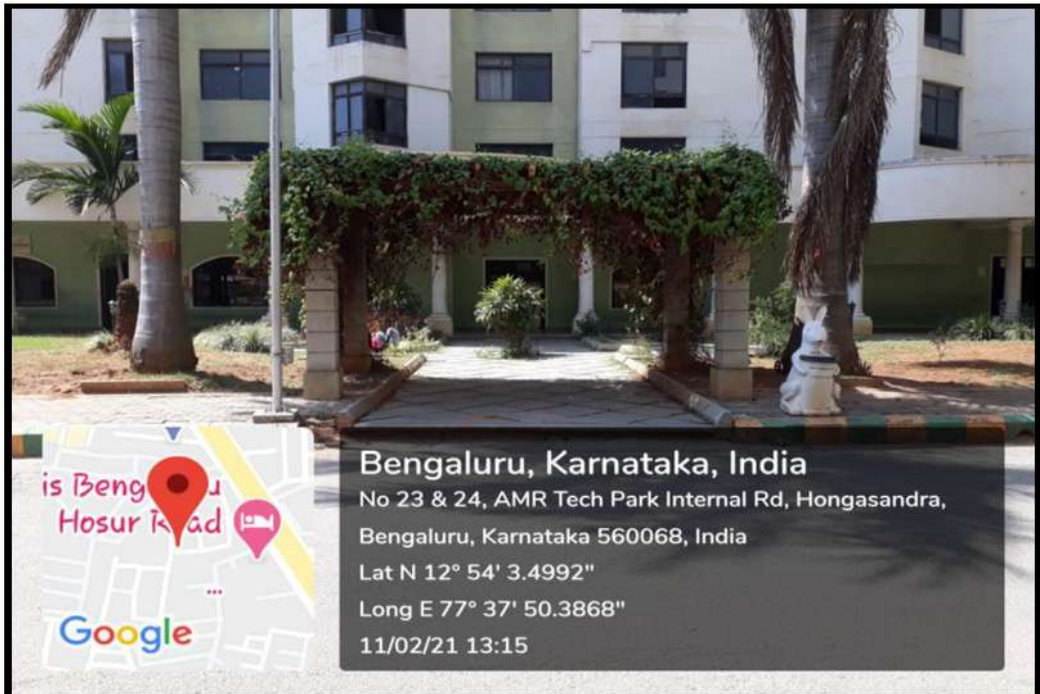 is Beng u
Hosur R ad
...
Google
Bengaluru, Karnataka, India
No 23 & 24, AMR Tech Park Internal Rd, Hongasandra,
Bengaluru, Karnataka 560068, India
Lat N 12° 54' 3.4992"
Long E 77° 37' 50.3868"
11/02/21 13:15